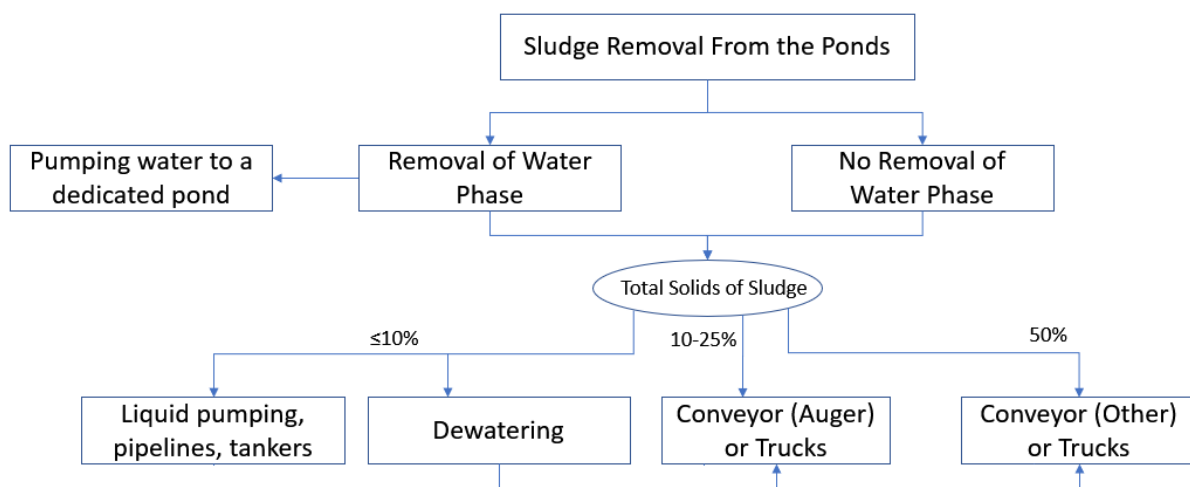 Sludge Removal From the Ponds
Pumping water to a
dedicated pond
Removal of Water
Phase
No Removal of
Water Phase
Total Solids of Sludge
≤10%
10-25%
50%
Liquid pumping,
pipelines, tankers
Dewatering
Conveyor (Auger)
or Trucks
Conveyor (Other)
or Trucks